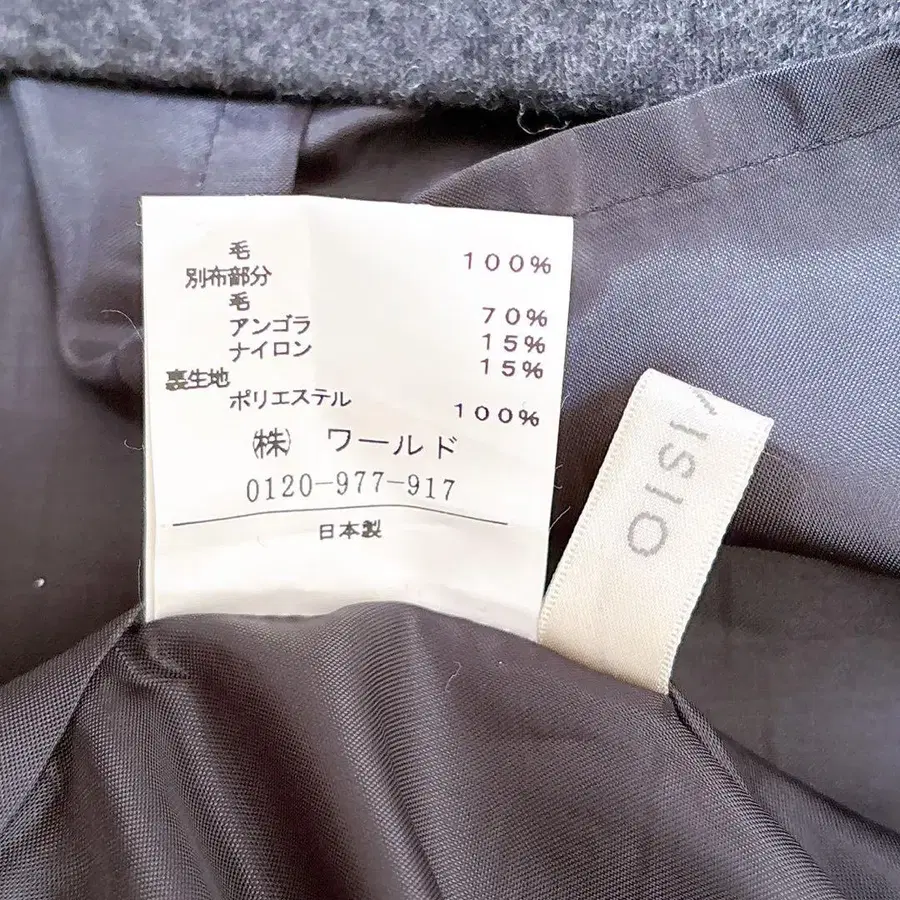 毛 100%
別布部分
毛 70%
アンゴラ 15%
ナイロン 15%
裏生地
ポリエステル 100%
㈱ ワールド
0120-977-917
日本製
ISIO